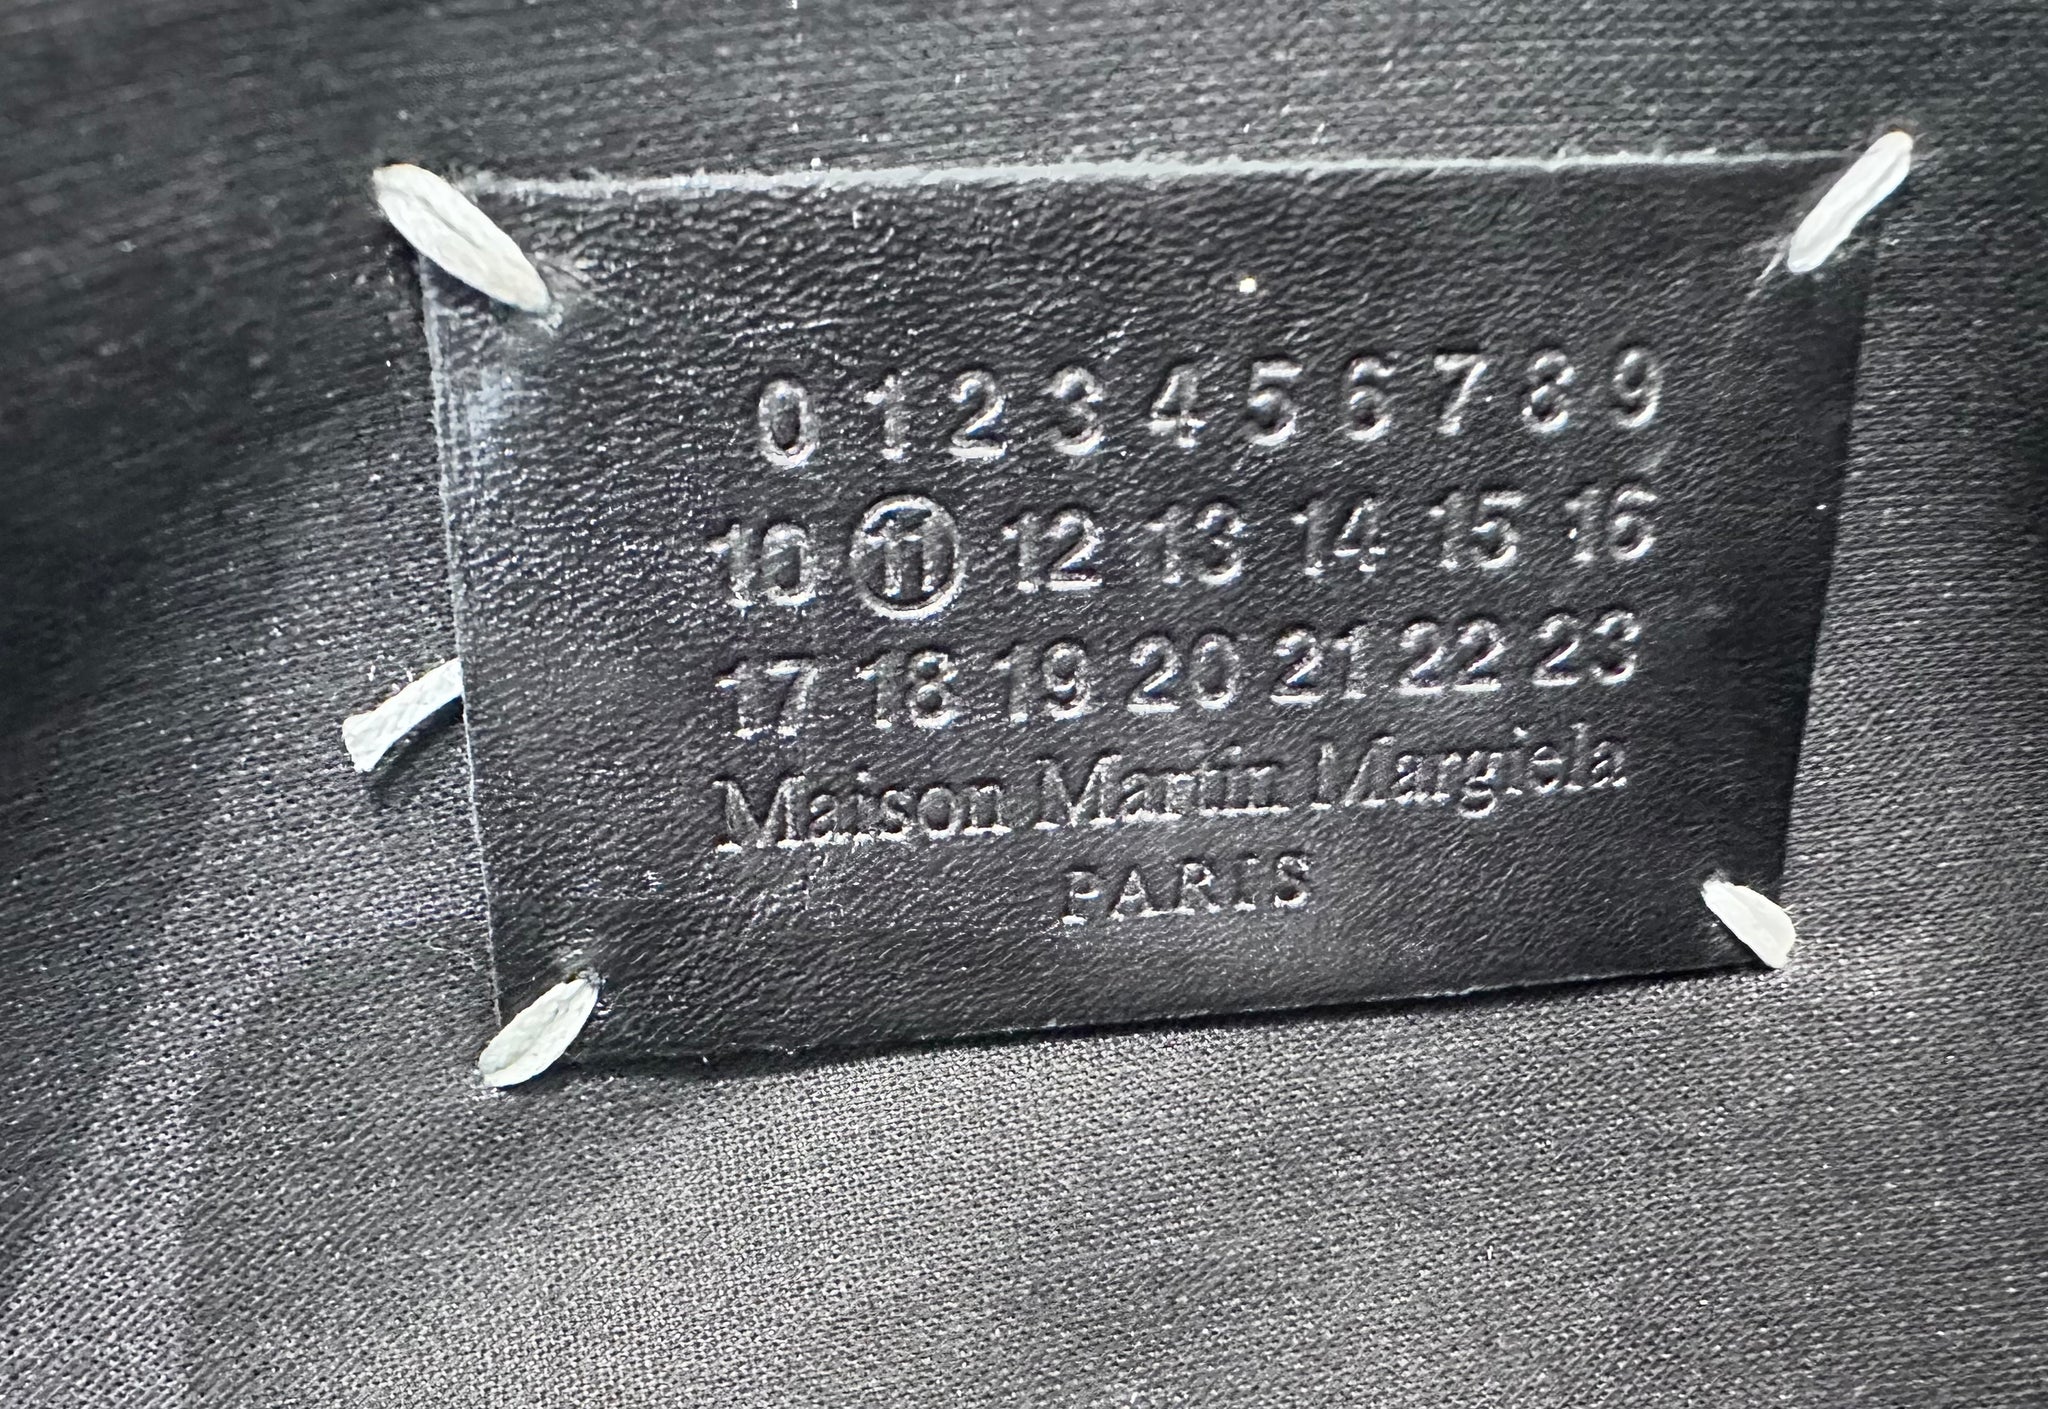 0 1 2 3 4 5 6 7 8 9
10 11 12 13 14 15 16
17 18 19 20 21 22 23
Maison Martin Margiela
PARIS